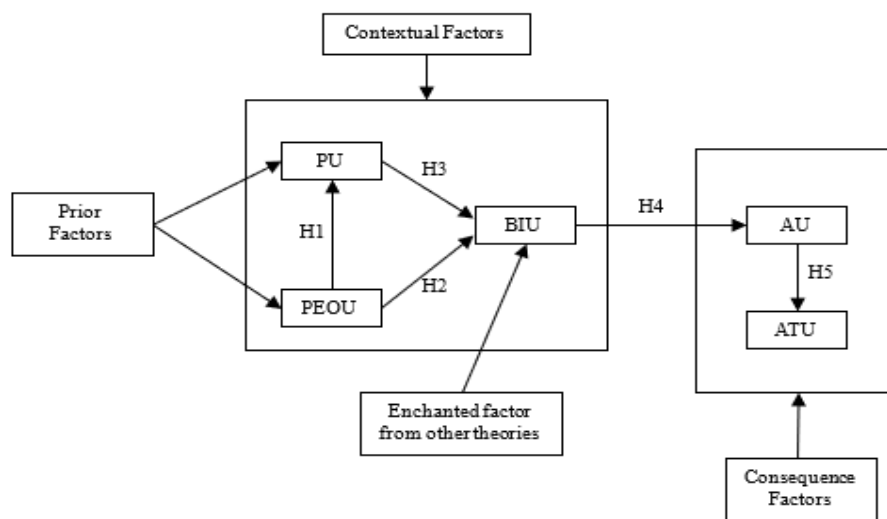 Contextual Factors
PU
H3
Prior
Factors
H1
BIU
H4
AU
H2
H5
PEOU
ATU
Enchanted factor
from other theories
Consequence
Factors